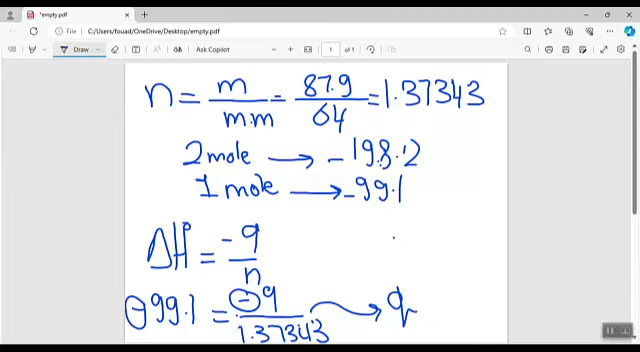 *empty.pdf
C:/Users/fouad/OneDrive/Desktop/empty.pdf
Draw Ask Copilot 1 of 1
n = m/m.m = 87.9/64 = 1.37343
2 mole → - 198.2
1 mole → - 99.1
ΔH = -q/n
-99.1 = -q/1.37343 → q